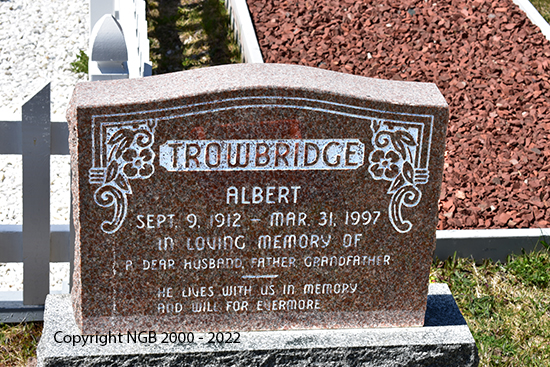 TROWBRIDGE
ALBERT
SEPT. 9, 1912 - MAR. 31, 1997
IN LOVING MEMORY OF
A DEAR HUSBAND, FATHER GRANDFATHER
HE LIVES WITH US IN MEMORY
AND WILL FOR EVERMORE
Copyright NGB 2000 - 2022